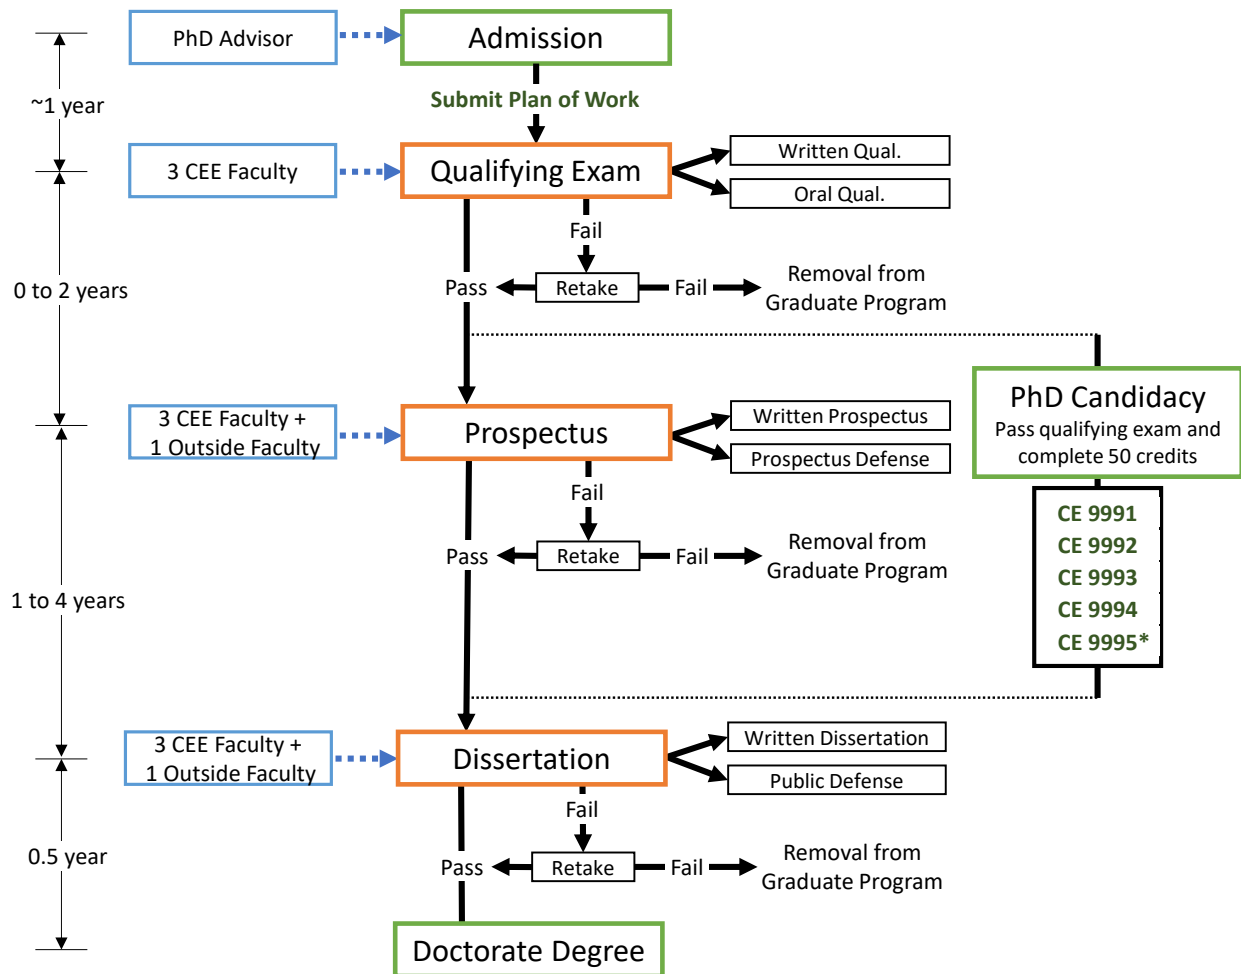 PhD Advisor
Admission
~1 year
Submit Plan of Work
3 CEE Faculty
Qualifying Exam
Written Qual.
Oral Qual.
Fail
0 to 2 years
Pass
Retake
Fail
Removal from
Graduate Program
PhD Candidacy
Pass qualifying exam and
complete 50 credits
3 CEE Faculty +
1 Outside Faculty
Prospectus
Written Prospectus
Prospectus Defense
Fail
CE 9991
CE 9992
CE 9993
CE 9994
CE 9995*
Pass
Retake
Fail
Removal from
Graduate Program
1 to 4 years
3 CEE Faculty +
1 Outside Faculty
Dissertation
Written Dissertation
Public Defense
Fail
0.5 year
Pass
Retake
Fail
Removal from
Graduate Program
Doctorate Degree